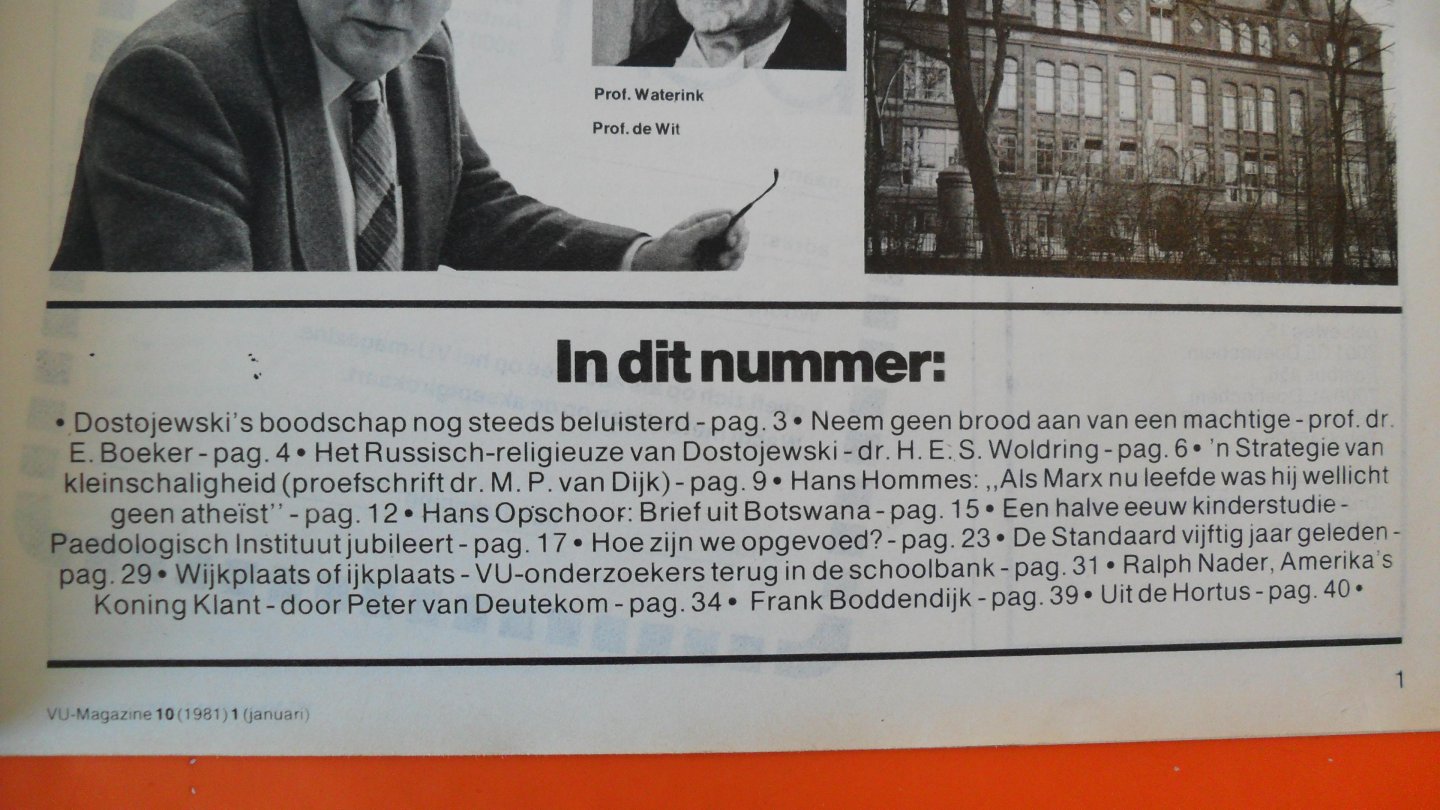 Prof. Waterink
Prof. de Wit
In dit nummer:
• Dostojewski's boodschap nog steeds beluisterd - pag. 3 • Neem geen brood aan van een machtige - prof. dr.
E. Boeker - pag. 4 • Het Russisch-religieuze van Dostojewski - dr. H. E. S. Woldring - pag. 6 • 'n Strategie van
kleinschaligheid (proefschrift dr. M. P. van Dijk) - pag. 9 • Hans Hommes: ,,Als Marx nu leefde was hij wellicht
geen atheïst'' - pag. 12 • Hans Opschoor: Brief uit Botswana - pag. 15 • Een halve eeuw kinderstudie -
Paedologisch Instituut jubileert - pag. 17 • Hoe zijn we opgevoed? - pag. 23 • De Standaard vijftig jaar geleden -
pag. 29 • Wijkplaats of ijkplaats - VU-onderzoekers terug in de schoolbank - pag. 31 • Ralph Nader, Amerika's
Koning Klant - door Peter van Deutekom - pag. 34 • Frank Boddendijk - pag. 39 • Uit de Hortus - pag. 40 •
1
VU-Magazine 10 (1981) 1 (januari)